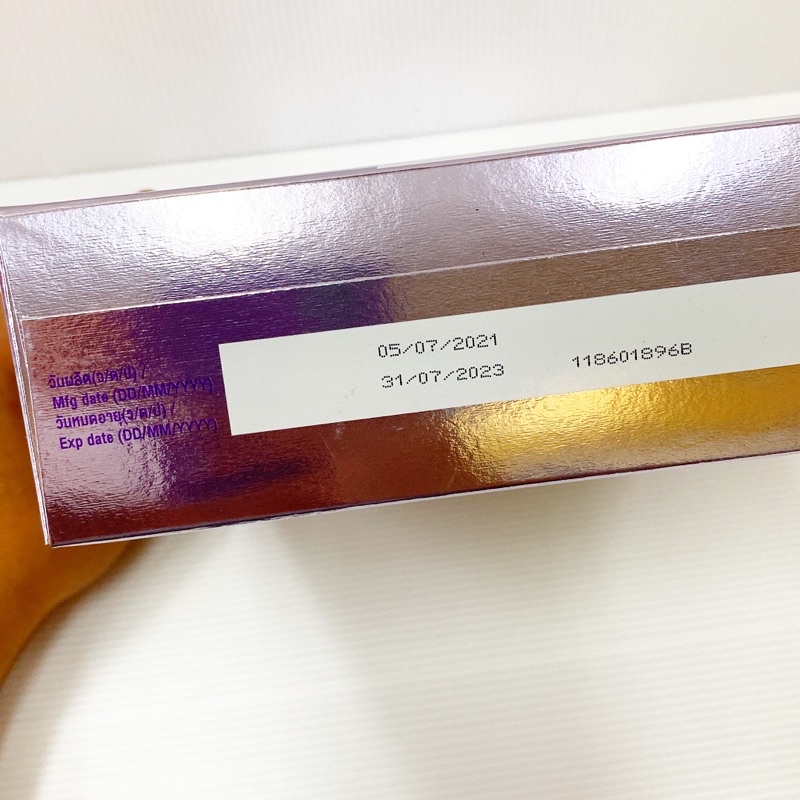 วันผลิต(ว/ด/ป) /
Mfg date (DD/MM/YYYY)
วันหมดอายุ(ว/ด/ป) /
Exp date (DD/MM/YYYY)
05/07/2021
31/07/2023
118601896B